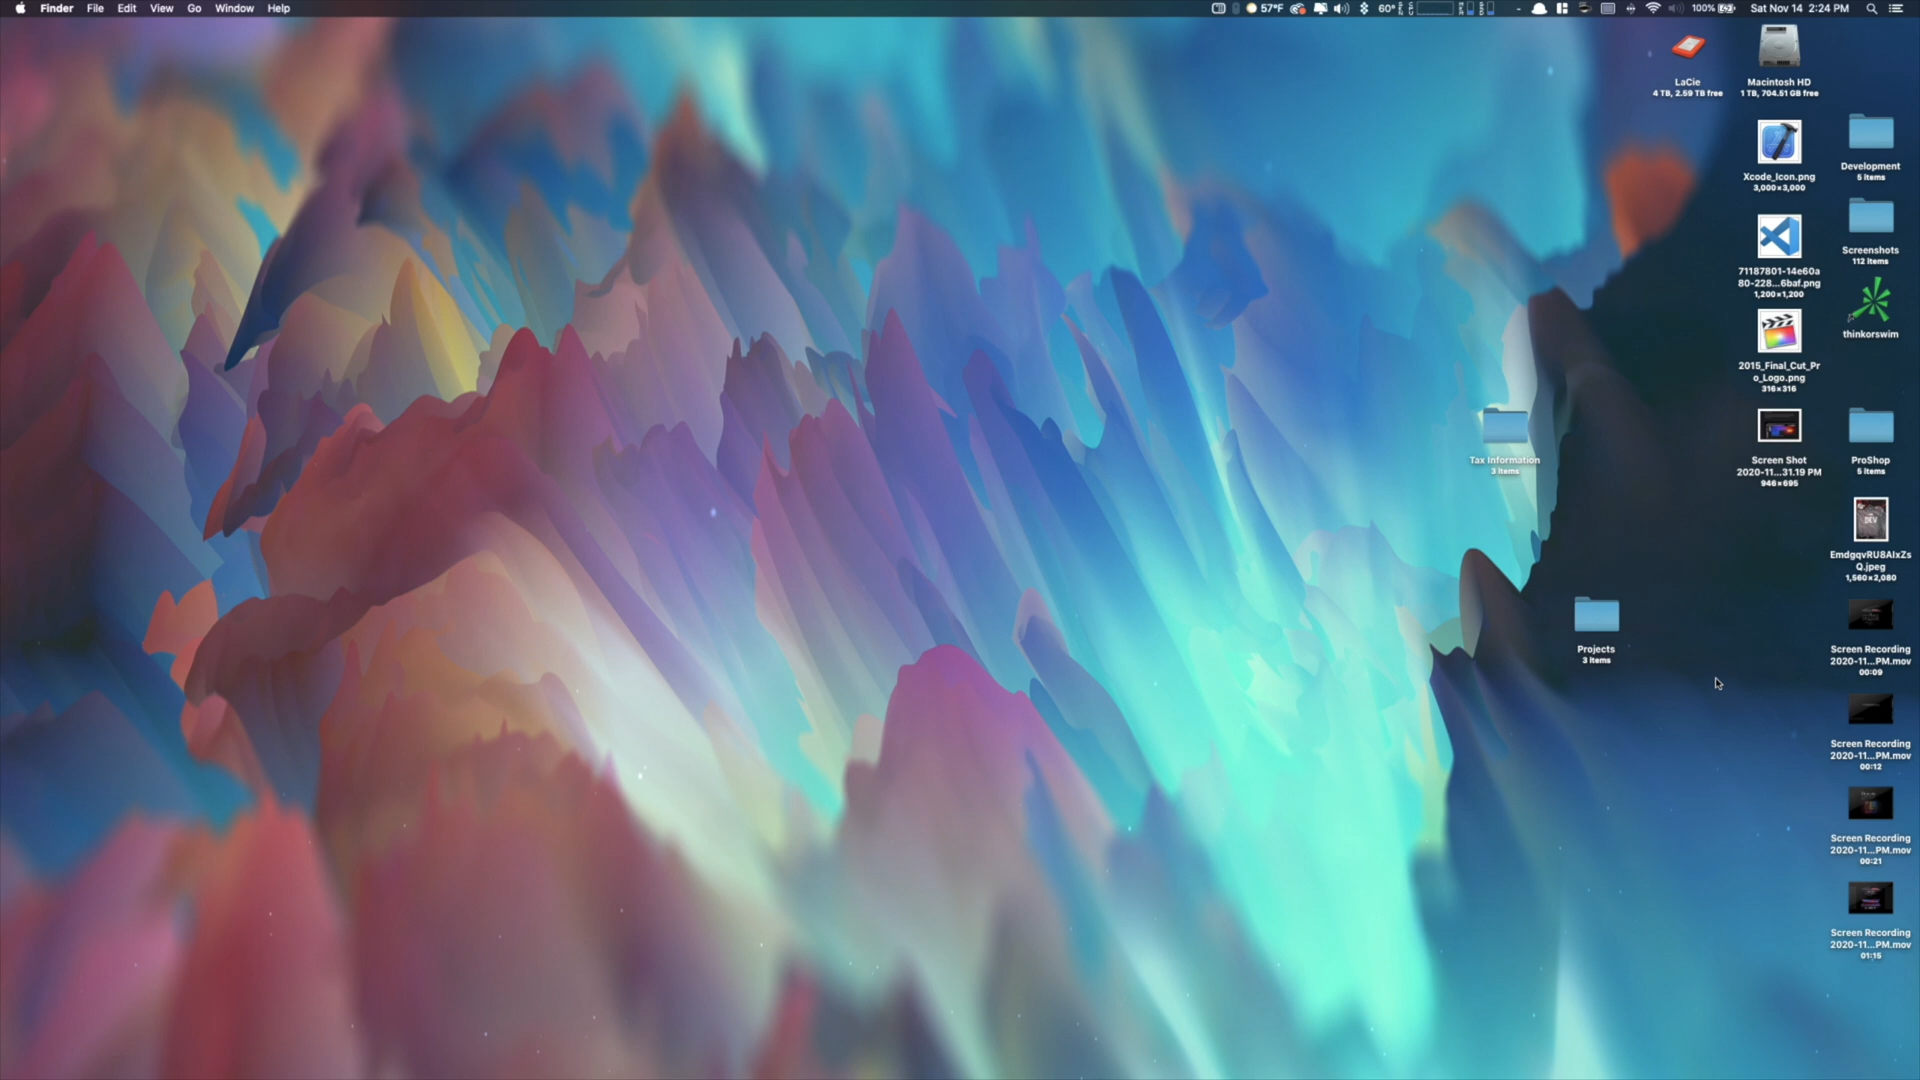 Finder File Edit View Go Window Help
57°F 60° 100% Sat Nov 14 2:24 PM
LaCie
4 TB, 2.59 TB free
Macintosh HD
1 TB, 704.51 GB free
Xcode_Icon.png
3,000×3,000
Development
5 items
71187801-14e60a
80-228...6baf.png
1,200×1,200
Screenshots
112 items
2015_Final_Cut_Pr
o_Logo.png
316×316
thinkorswim
Tax Information
3 items
Screen Shot
2020-11...31.19 PM
946×695
ProShop
5 items
DEV
EmdgqvRU8AIxZs
Q.jpeg
1,560×2,080
Projects
3 items
Screen Recording
2020-11...PM.mov
00:09
Screen Recording
2020-11...PM.mov
00:12
Screen Recording
2020-11...PM.mov
00:21
Screen Recording
2020-11...PM.mov
01:15